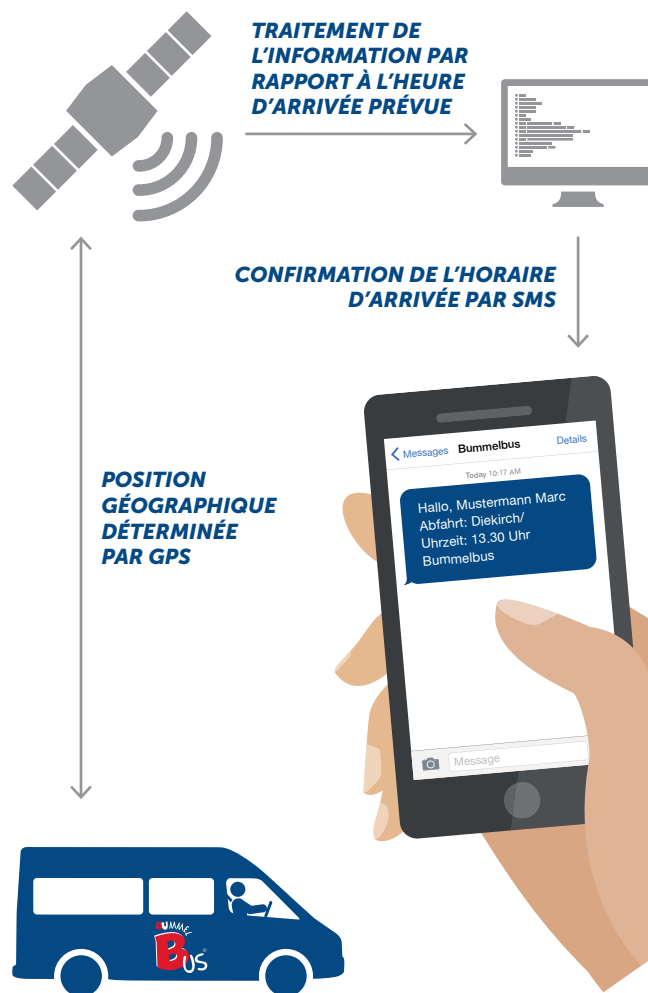 TRAITEMENT DE
L'INFORMATION PAR
RAPPORT À L'HEURE
D'ARRIVÉE PRÉVUE
CONFIRMATION DE L'HORAIRE
D'ARRIVÉE PAR SMS
POSITION
GÉOGRAPHIQUE
DÉTERMINÉE
PAR GPS
Messages Bummelbus Details
Today 10:17 AM
Hallo, Mustermann Marc
Abfahrt: Diekirch/
Uhrzeit: 13.30 Uhr
Bummelbus
Message
BUMMEL
BUS